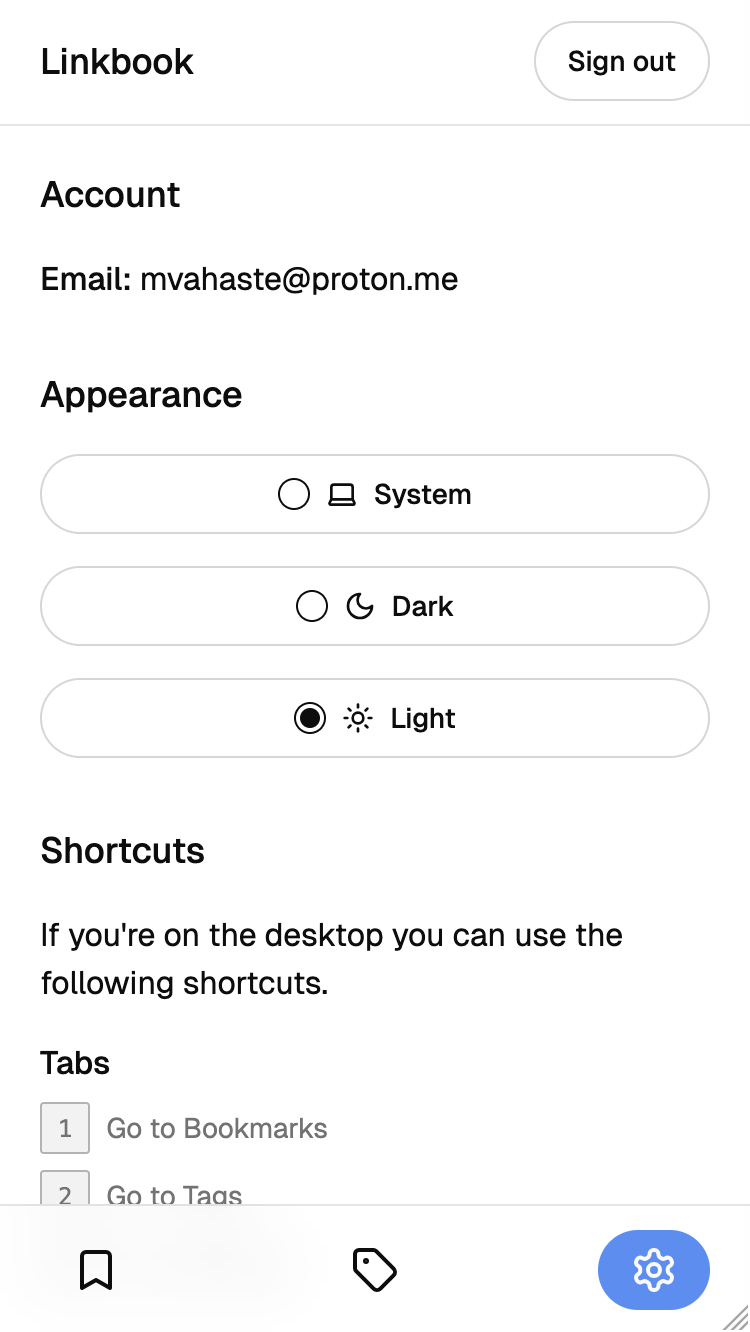 Linkbook
Sign out
Account
Email: mvahaste@proton.me
Appearance
System
Dark
Light
Shortcuts
If you're on the desktop you can use the
following shortcuts.
Tabs
1 Go to Bookmarks
2 Go to Tags